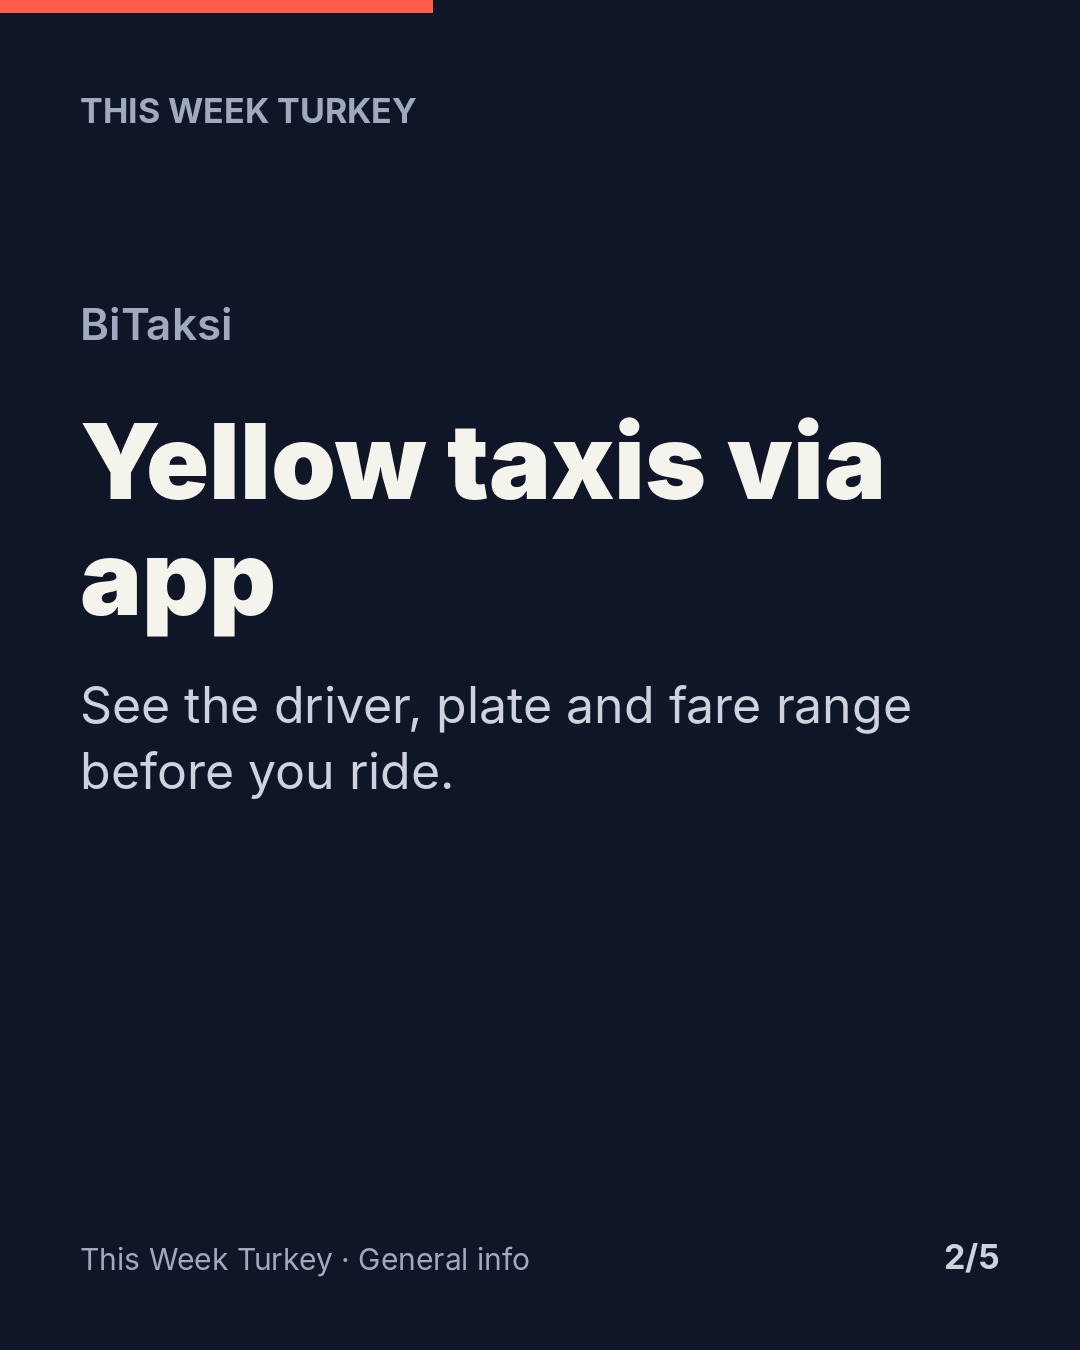 THIS WEEK TURKEY
BiTaksi
Yellow taxis via
app
See the driver, plate and fare range
before you ride.
This Week Turkey · General info
2/5